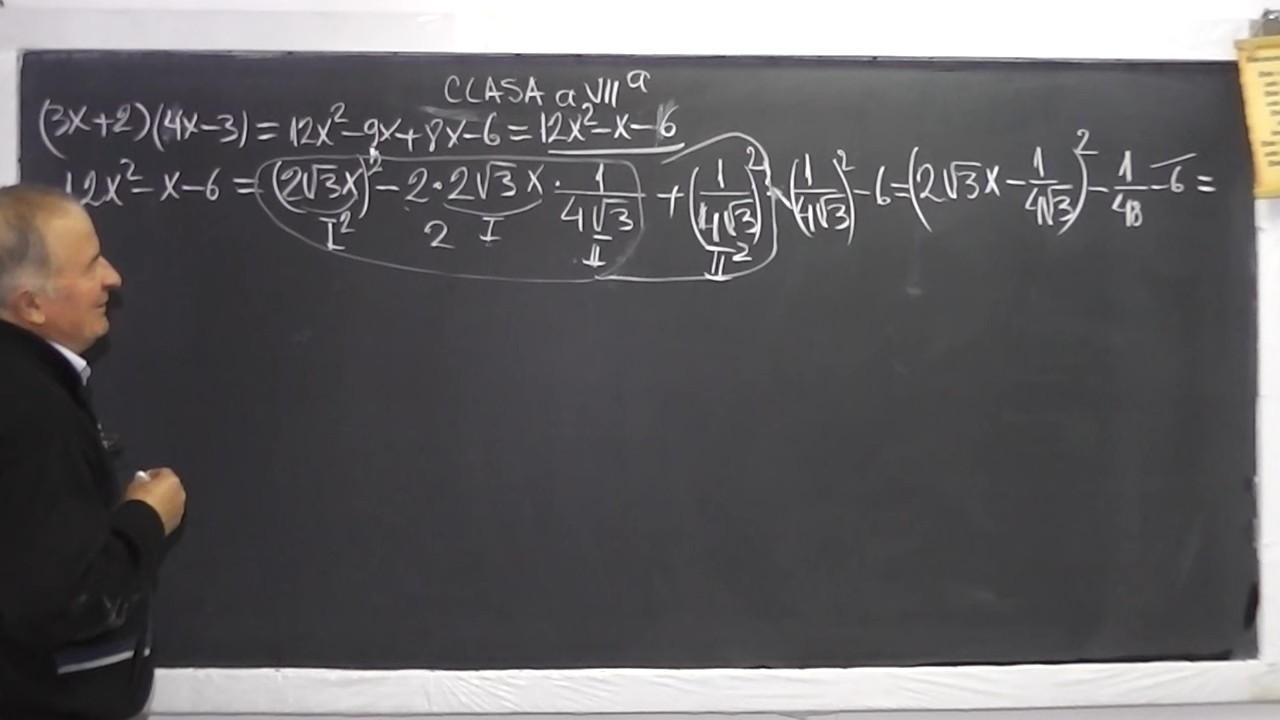 CLASA a VII a
(3x+2)(4x-3) = 12x² - 9x + 8x - 6 = 12x² - x - 6
12x² - x - 6 = (2√3x)² - 2·2√3x · 1/4√3 + (1/4√3)² - (1/4√3)² - 6 = (2√3x - 1/4√3)² - 1/48 - 6 =
I² 2 I II II²